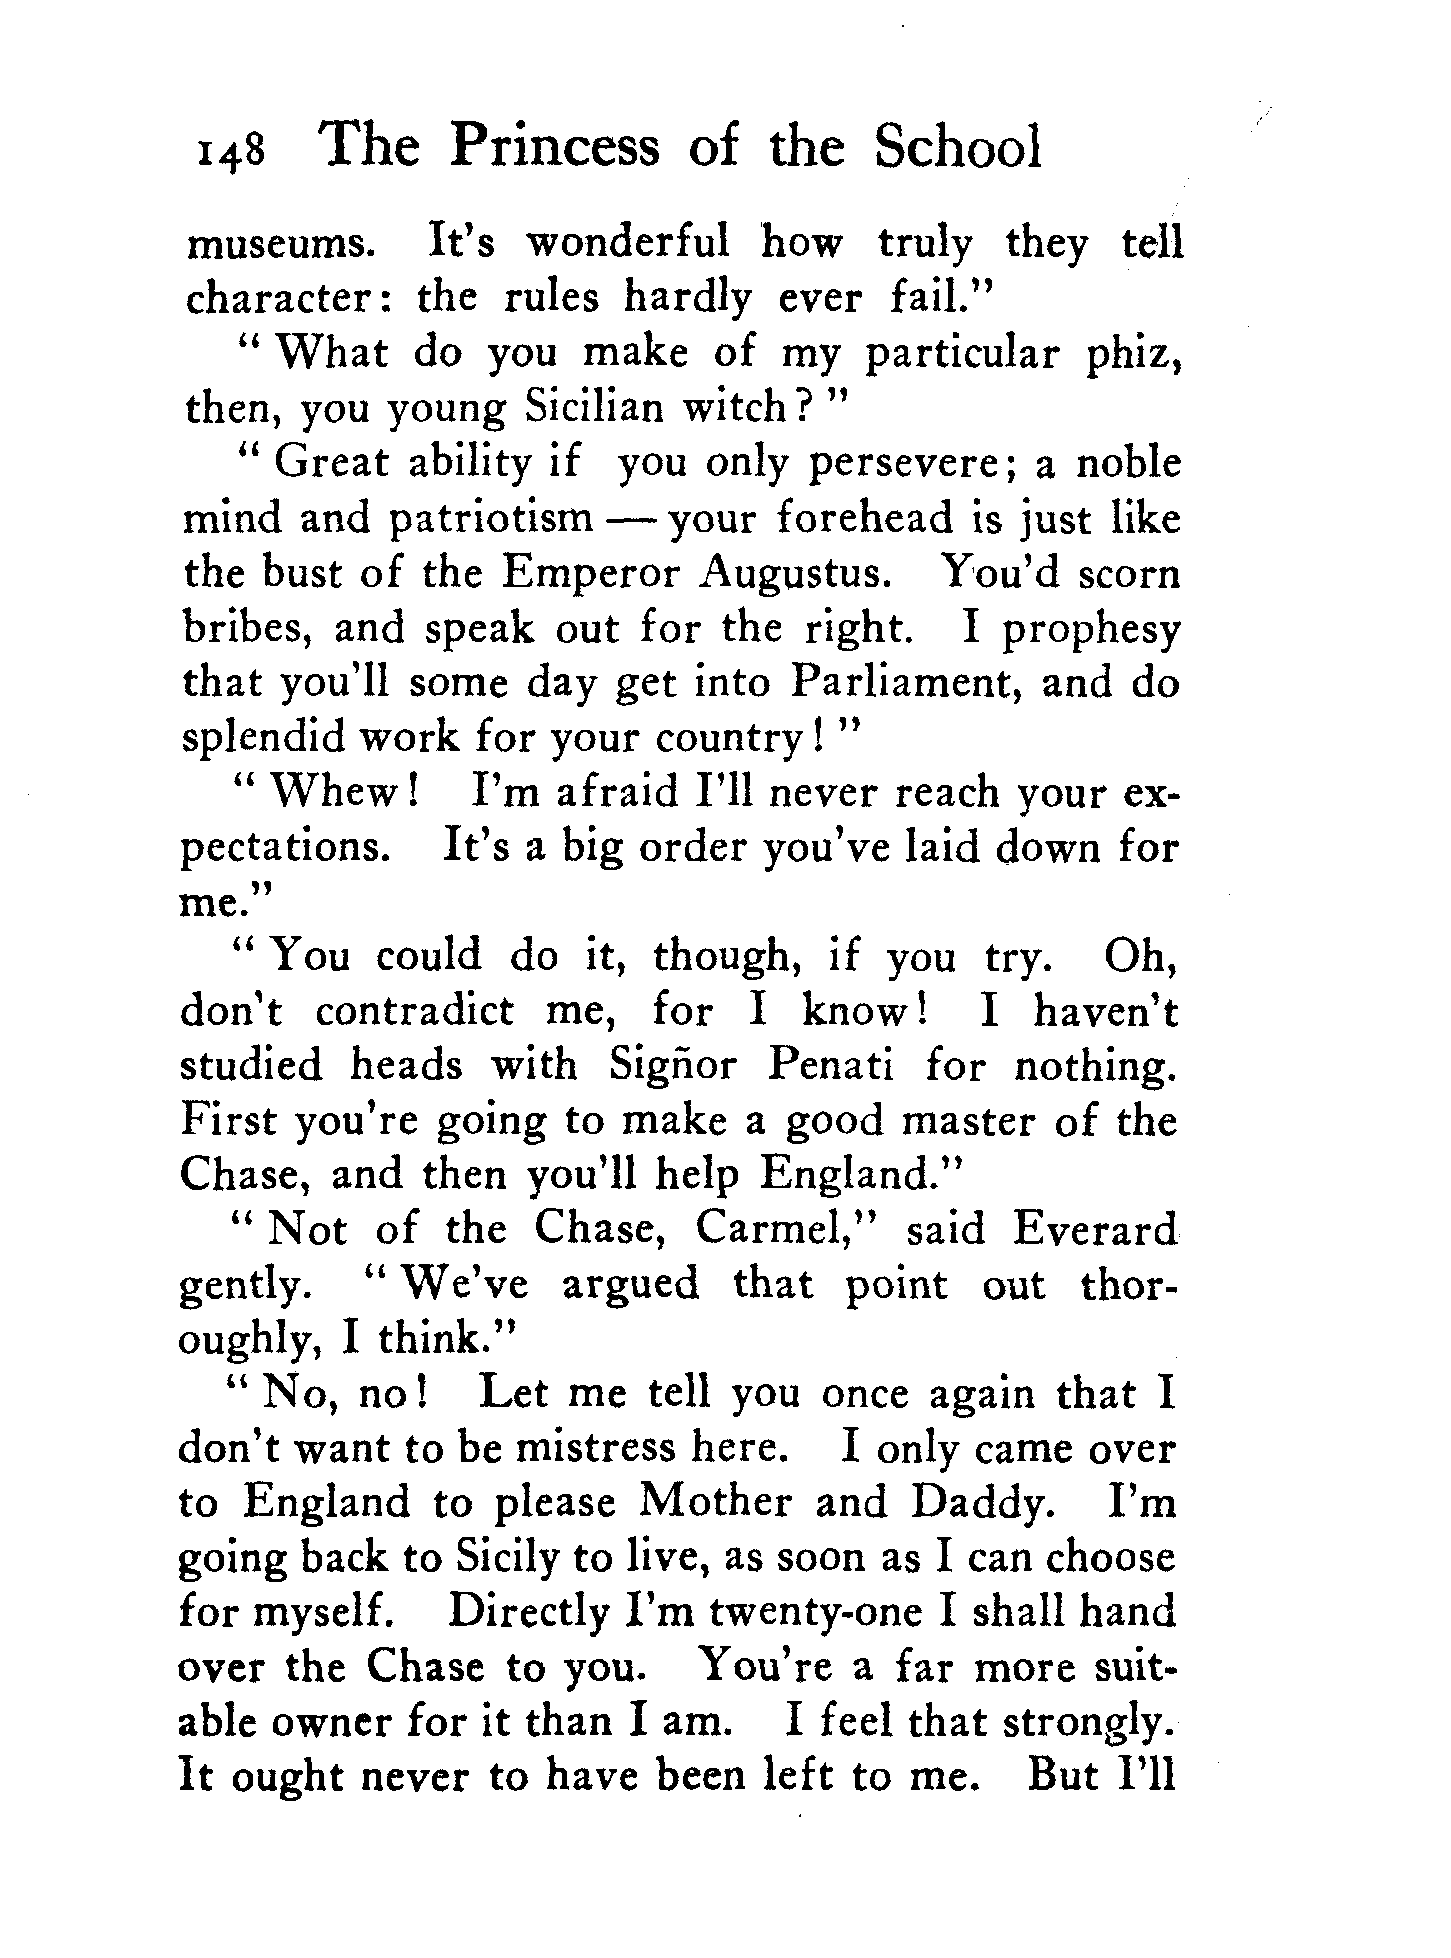 148 The Princess of the School
museums. It's wonderful how truly they tell
character: the rules hardly ever fail."
" What do you make of my particular phiz,
then, you young Sicilian witch? "
" Great ability if you only persevere; a noble
mind and patriotism — your forehead is just like
the bust of the Emperor Augustus. You'd scorn
bribes, and speak out for the right. I prophesy
that you'll some day get into Parliament, and do
splendid work for your country! "
" Whew! I'm afraid I'll never reach your ex-
pectations. It's a big order you've laid down for
me."
" You could do it, though, if you try. Oh,
don't contradict me, for I know! I haven't
studied heads with Sigñor Penati for nothing.
First you're going to make a good master of the
Chase, and then you'll help England."
" Not of the Chase, Carmel," said Everard
gently. " We've argued that point out thor-
oughly, I think."
" No, no! Let me tell you once again that I
don't want to be mistress here. I only came over
to England to please Mother and Daddy. I'm
going back to Sicily to live, as soon as I can choose
for myself. Directly I'm twenty-one I shall hand
over the Chase to you. You're a far more suit-
able owner for it than I am. I feel that strongly.
It ought never to have been left to me. But I'll